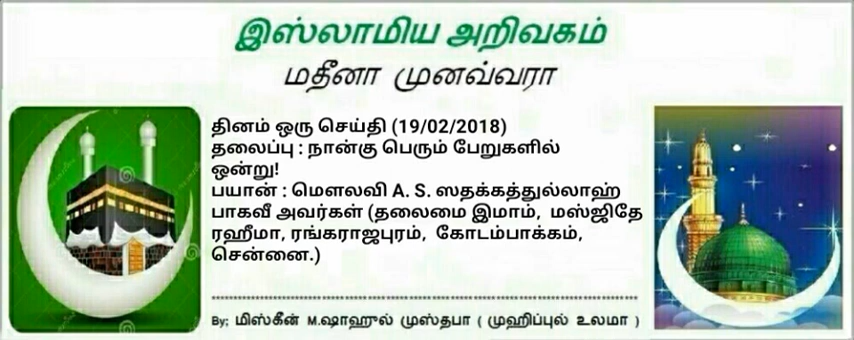 இஸ்லாமிய அறிவகம்
மதீனா முனவ்வரா
தினம் ஒரு செய்தி (19/02/2018)
தலைப்பு : நான்கு பெரும் பேறுகளில்
ஒன்று!
பயான் : மௌலவி A. S. ஸதக்கத்துல்லாஹ்
பாகவீ அவர்கள் (தலைமை இமாம், மஸ்ஜிதே
ரஹீமா, ரங்கராஜபுரம், கோடம்பாக்கம்,
சென்னை.)
By; மிஸ்கீன் M.ஷாஹுல் முஸ்தபா ( முஹிப்புல் உலமா )